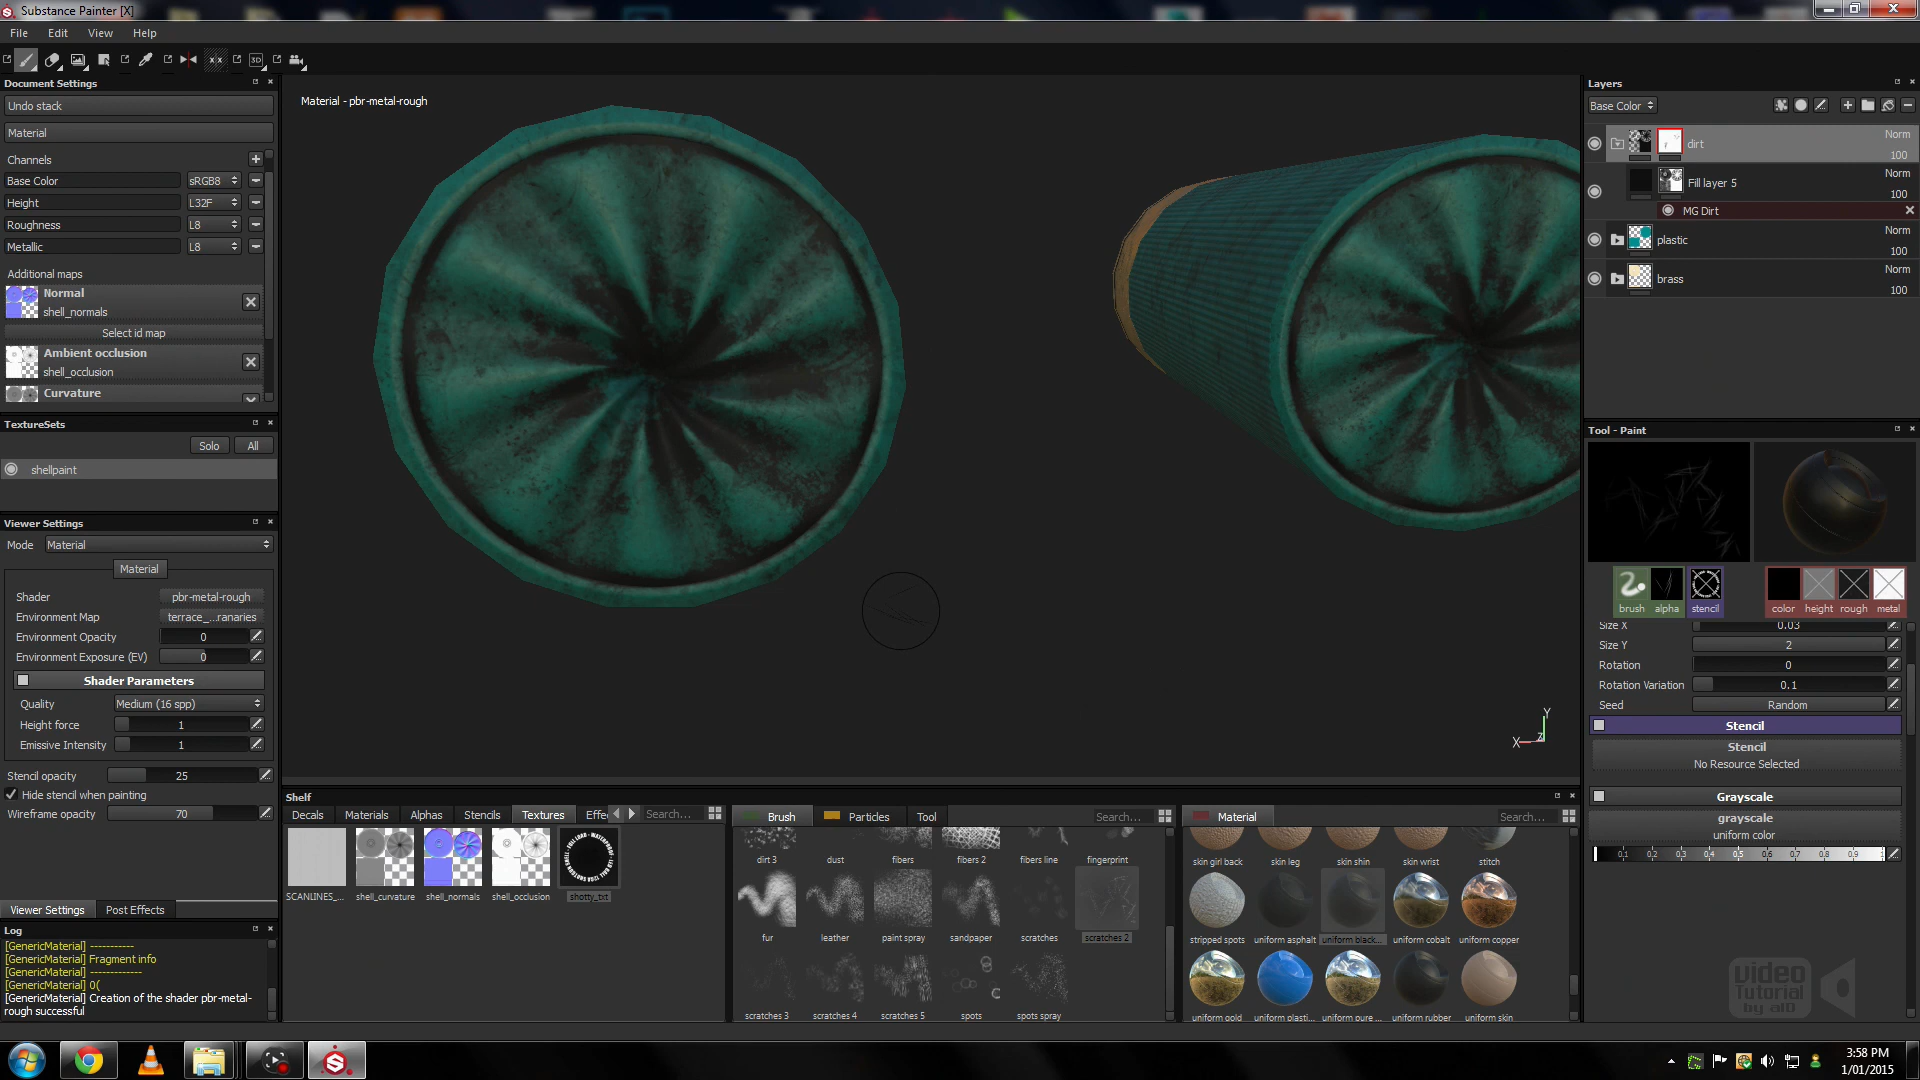 Substance Painter [X]
File Edit View Help
Document Settings
Undo stack
Material
Channels
Base Color sRGB8
Height L32F
Roughness L8
Metallic L8
Additional maps
Normal
shell_normals
Select id map
Ambient occlusion
shell_occlusion
Curvature
TextureSets
Solo All
shellpaint
Viewer Settings
Mode Material
Material
Shader pbr-metal-rough
Environment Map terrace_...ranaries
Environment Opacity 0
Environment Exposure (EV) 0
Shader Parameters
Quality Medium (16 spp)
Height force 1
Emissive Intensity 1
Stencil opacity 25
Hide stencil when painting
Wireframe opacity 70
Viewer Settings Post Effects
Log
[GenericMaterial] -----------
[GenericMaterial] Fragment info
[GenericMaterial] -------------
[GenericMaterial] 0(
[GenericMaterial] Creation of the shader pbr-metal-
rough successful
3D
Material - pbr-metal-rough
Y
X Z
Shelf
Decals Materials Alphas Stencils Textures Effe Search...
SCANLINES_... shell_curvature shell_normals shell_occlusion shotty_txt
Brush Particles Tool Search...
dirt 3 dust fibers fibers 2 fibers line fingerprint
fur leather paint spray sandpaper scratches scratches 2
scratches 3 scratches 4 scratches 5 spots spots spray
Material Search...
skin girl back skin leg skin shin skin wrist stitch
stripped spots uniform asphalt uniform black... uniform cobalt uniform copper
uniform gold uniform plasti... uniform pure ... uniform rubber uniform skin
Layers
Base Color
dirt Norm
100
Fill layer 5 Norm
100
MG Dirt
plastic Norm
100
brass Norm
100
Tool - Paint
brush alpha stencil color height rough metal
Size X 0.03
Size Y 2
Rotation 0
Rotation Variation 0.1
Seed Random
Stencil
Stencil
No Resource Selected
Grayscale
grayscale
uniform color
0.1 0.2 0.3 0.4 0.5 0.6 0.7 0.8 0.9 1
video
Tutorial
3:58 PM
1/01/2015